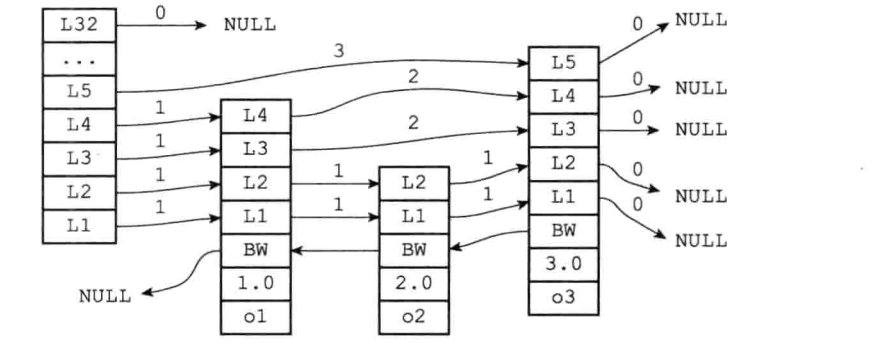 L32 0 NULL
...
L5 3
L4 1
L3 1
L2 1
L1 1
L4 2
L3 2
L2 1
L1 1
BW
1.0
o1
NULL
L2 1
L1 1
BW
2.0
o2
L5 0 NULL
L4 0 NULL
L3 0 NULL
L2 0 NULL
L1 0 NULL
BW
3.0
o3